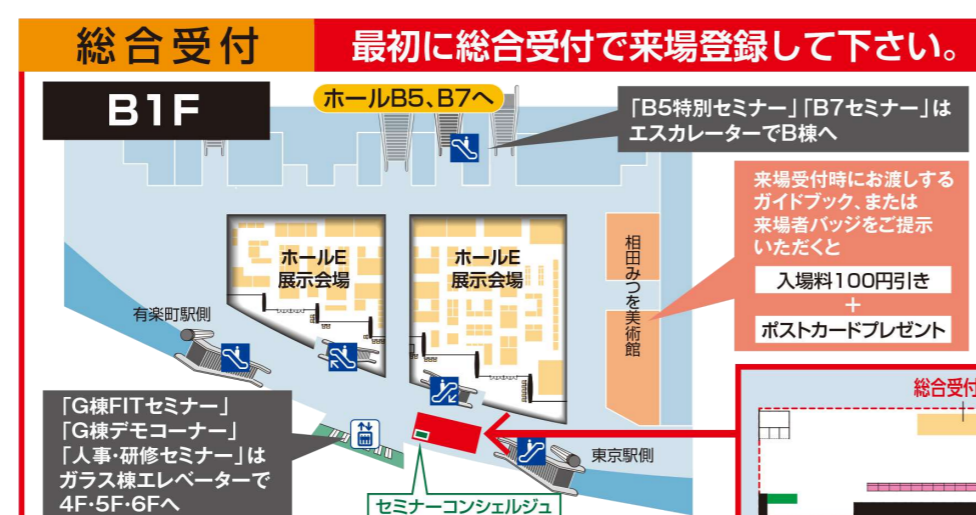 総合受付
最初に総合受付で来場登録して下さい。
B1F
ホールB5、B7へ
「B5特別セミナー」「B7セミナー」は
エスカレーターでB棟へ
来場受付時にお渡しする
ガイドブック、または
来場者バッジをご提示
いただくと
入場料100円引き
+
ポストカードプレゼント
相田みつを美術館
ホールE
展示会場
ホールE
展示会場
有楽町駅側
「G棟FITセミナー」
「G棟デモコーナー」
「人事・研修セミナー」は
ガラス棟エレベーターで
4F・5F・6Fへ
セミナーコンシェルジュ
東京駅側
総合受付